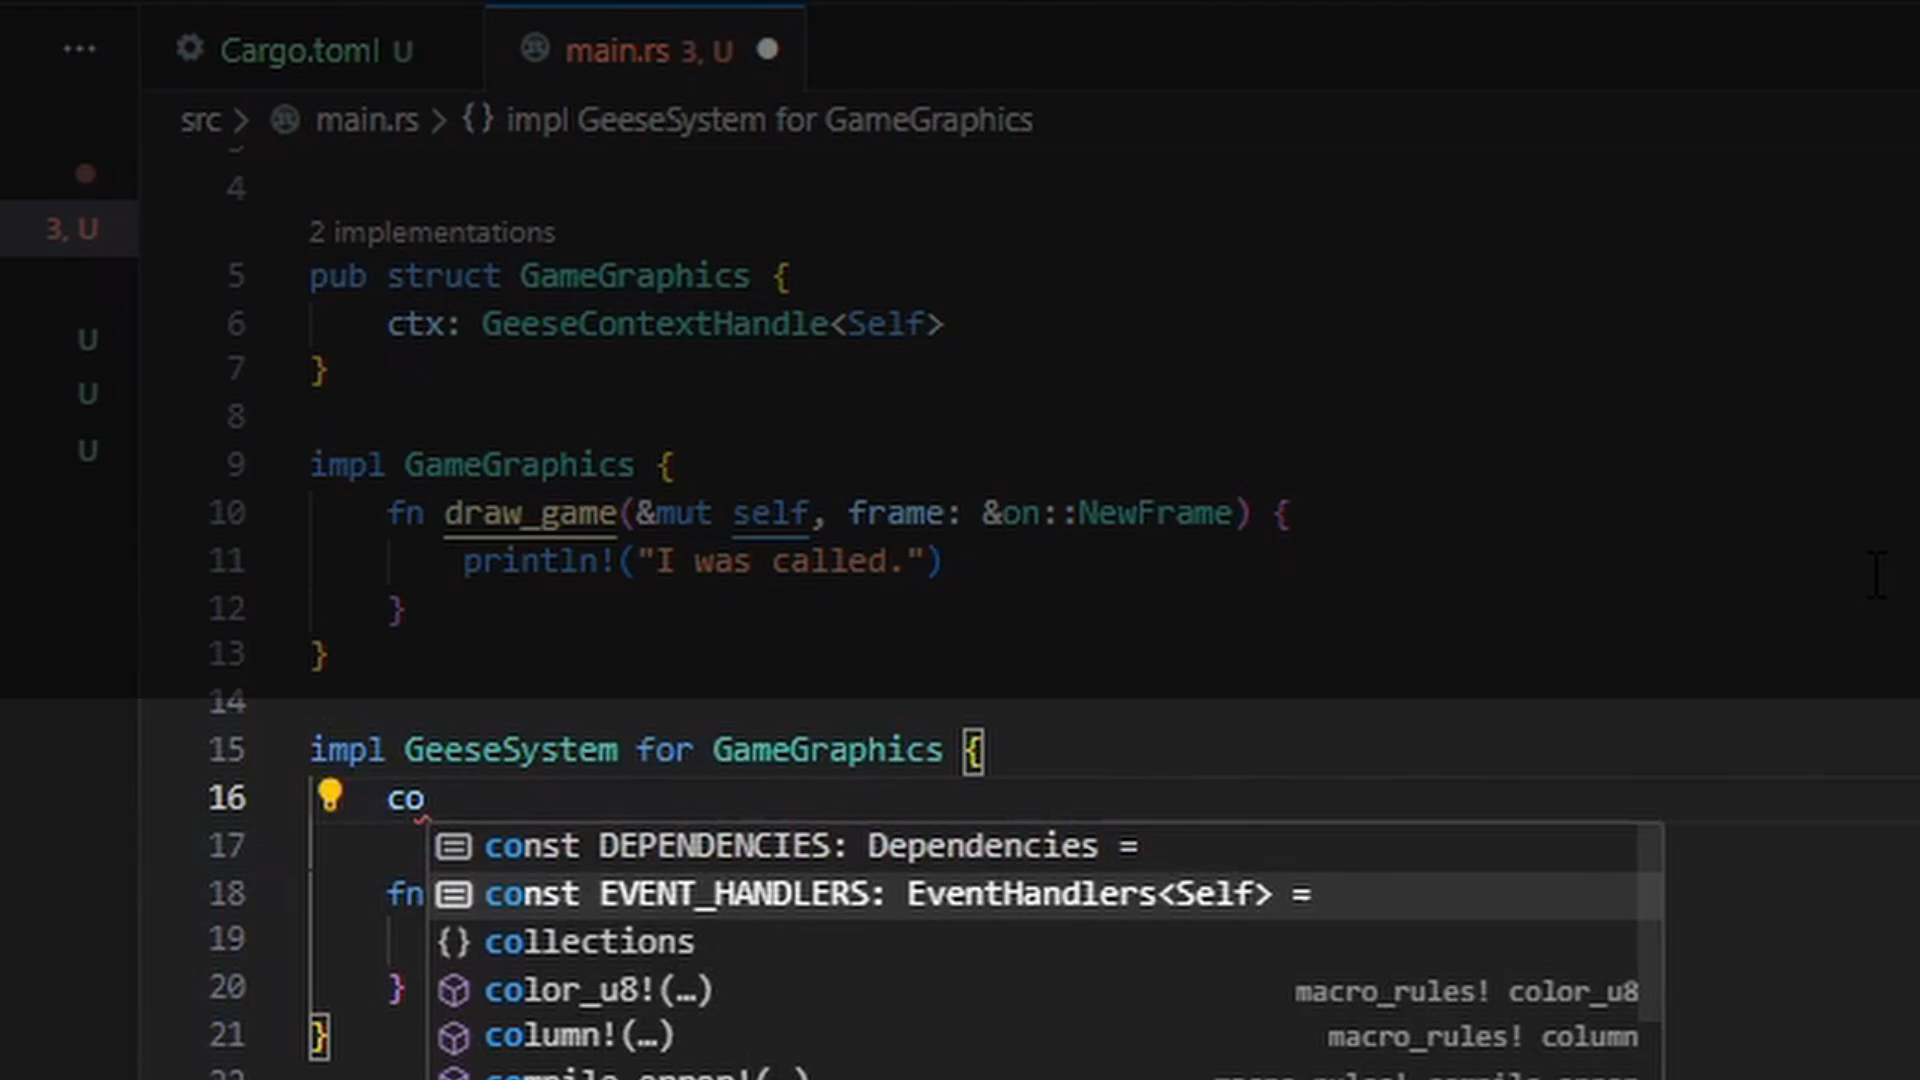 ... Cargo.toml U main.rs 3, U
src > main.rs > {} impl GeeseSystem for GameGraphics
4
3, U
2 implementations
5 pub struct GameGraphics {
6 ctx: GeeseContextHandle<Self>
U
7 }
U
8
U
9 impl GameGraphics {
10 fn draw_game(&mut self, frame: &on::NewFrame) {
11 println!("I was called.")
12 }
13 }
14
15 impl GeeseSystem for GameGraphics {
16 co
17 const DEPENDENCIES: Dependencies =
18 fn const EVENT_HANDLERS: EventHandlers<Self> =
19 {} collections
20 } color_u8!(…) macro_rules! color_u8
21 } column!(…) macro_rules! column